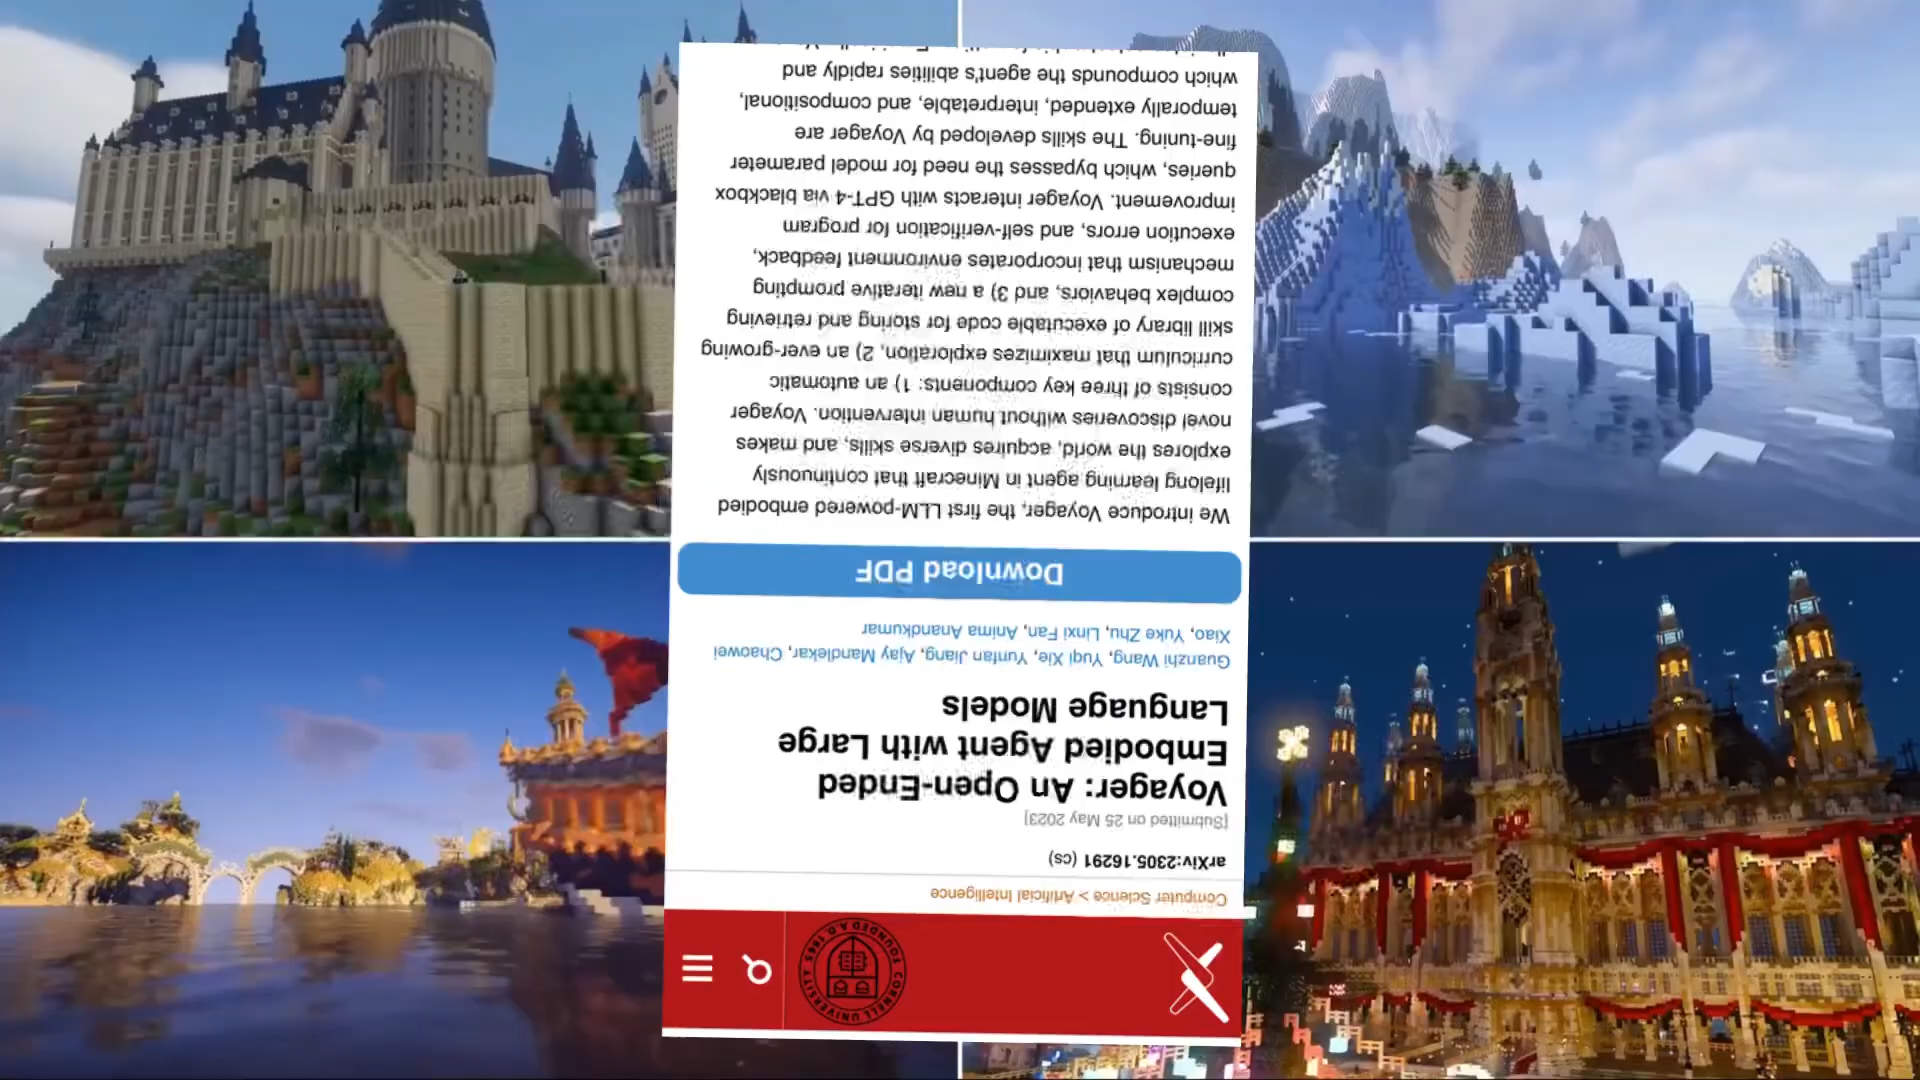 Computer Science > Artificial Intelligence
arXiv:2305.16291 (cs)
[Submitted on 25 May 2023]
Voyager: An Open-Ended
Embodied Agent with Large
Language Models
Guanzhi Wang, Yuqi Xie, Yunfan Jiang, Ajay Mandlekar, Chaowei
Xiao, Yuke Zhu, Linxi Fan, Anima Anandkumar
Download PDF
We introduce Voyager, the first LLM-powered embodied
lifelong learning agent in Minecraft that continuously
explores the world, acquires diverse skills, and makes
novel discoveries without human intervention. Voyager
consists of three key components: 1) an automatic
curriculum that maximizes exploration, 2) an ever-growing
skill library of executable code for storing and retrieving
complex behaviors, and 3) a new iterative prompting
mechanism that incorporates environment feedback,
execution errors, and self-verification for program
improvement. Voyager interacts with GPT-4 via blackbox
queries, which bypasses the need for model parameter
fine-tuning. The skills developed by Voyager are
temporally extended, interpretable, and compositional,
which compounds the agent's abilities rapidly and